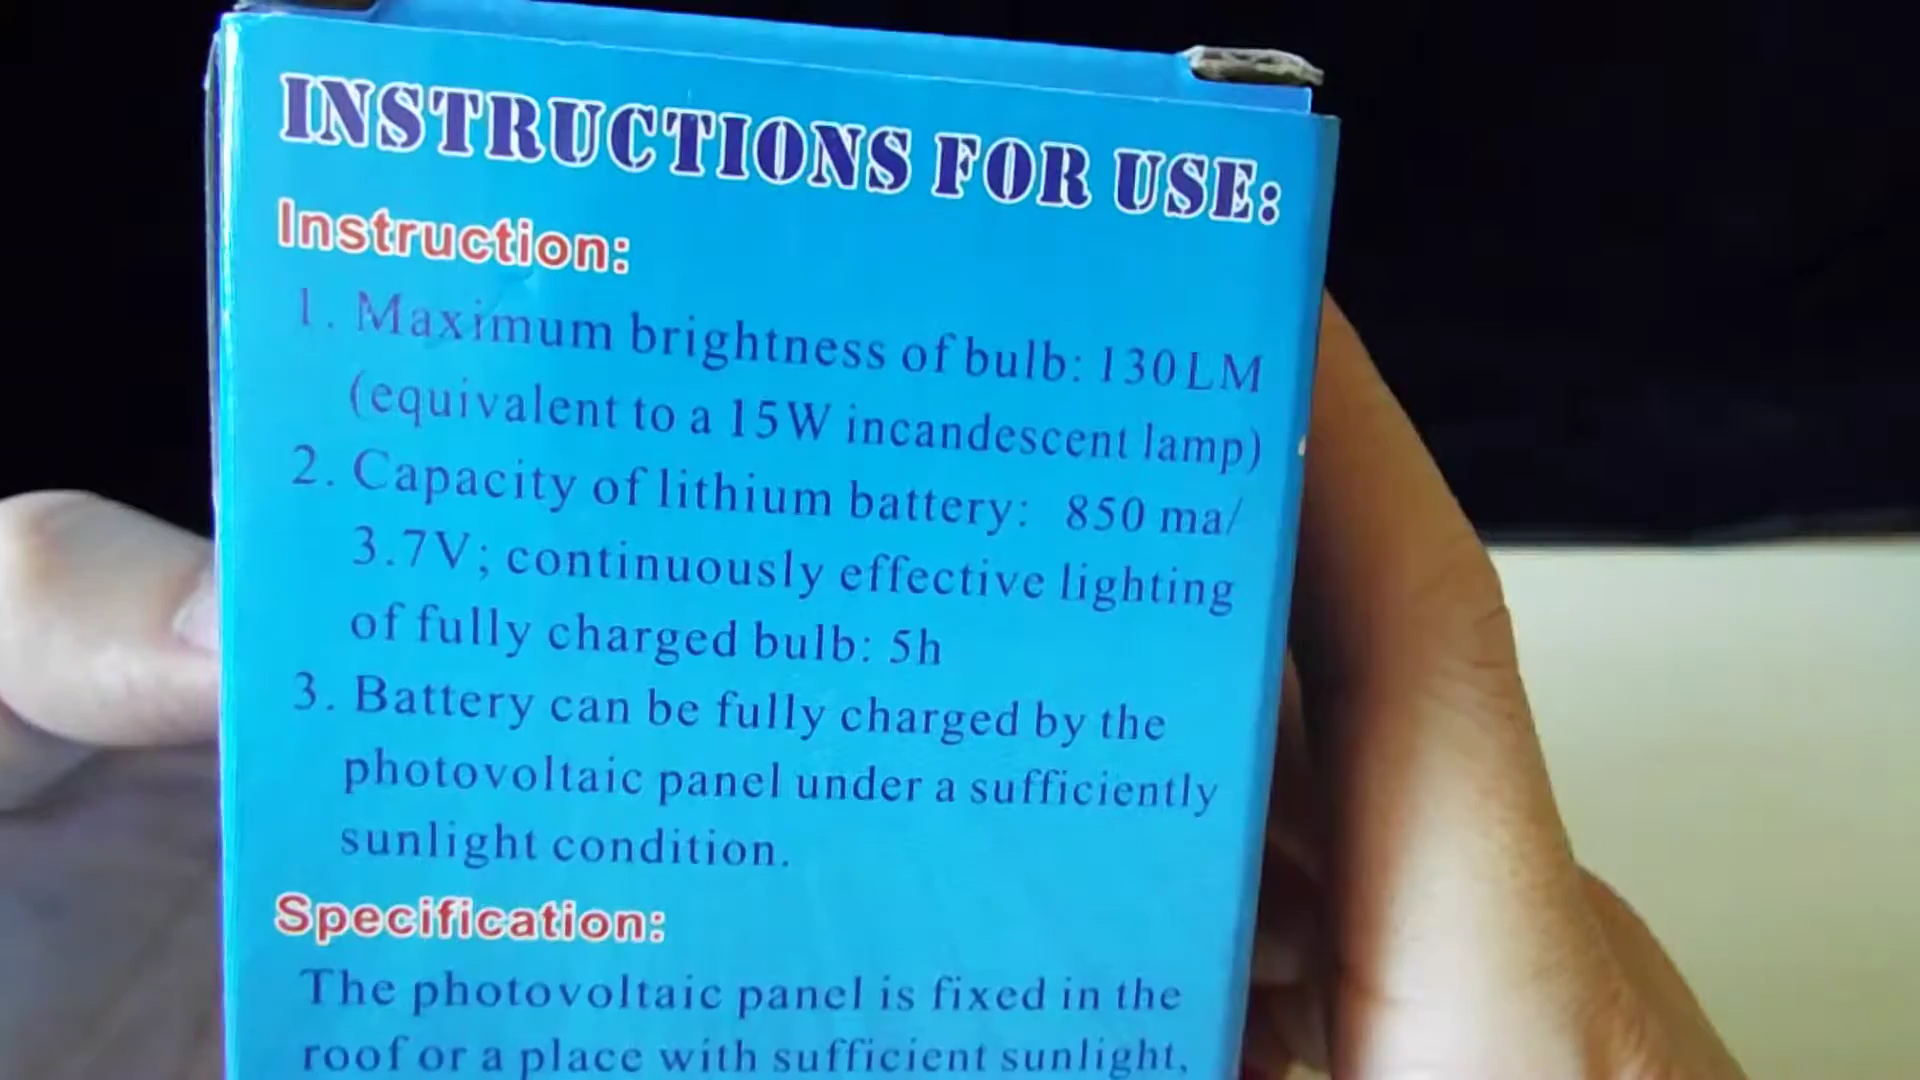 INSTRUCTIONS FOR USE:
Instruction:
1. Maximum brightness of bulb: 130LM
(equivalent to a 15W incandescent lamp)
2. Capacity of lithium battery: 850 ma/
3.7V; continuously effective lighting
of fully charged bulb: 5h
3. Battery can be fully charged by the
photovoltaic panel under a sufficiently
sunlight condition.
Specification:
The photovoltaic panel is fixed in the
roof or a place with sufficient sunlight,